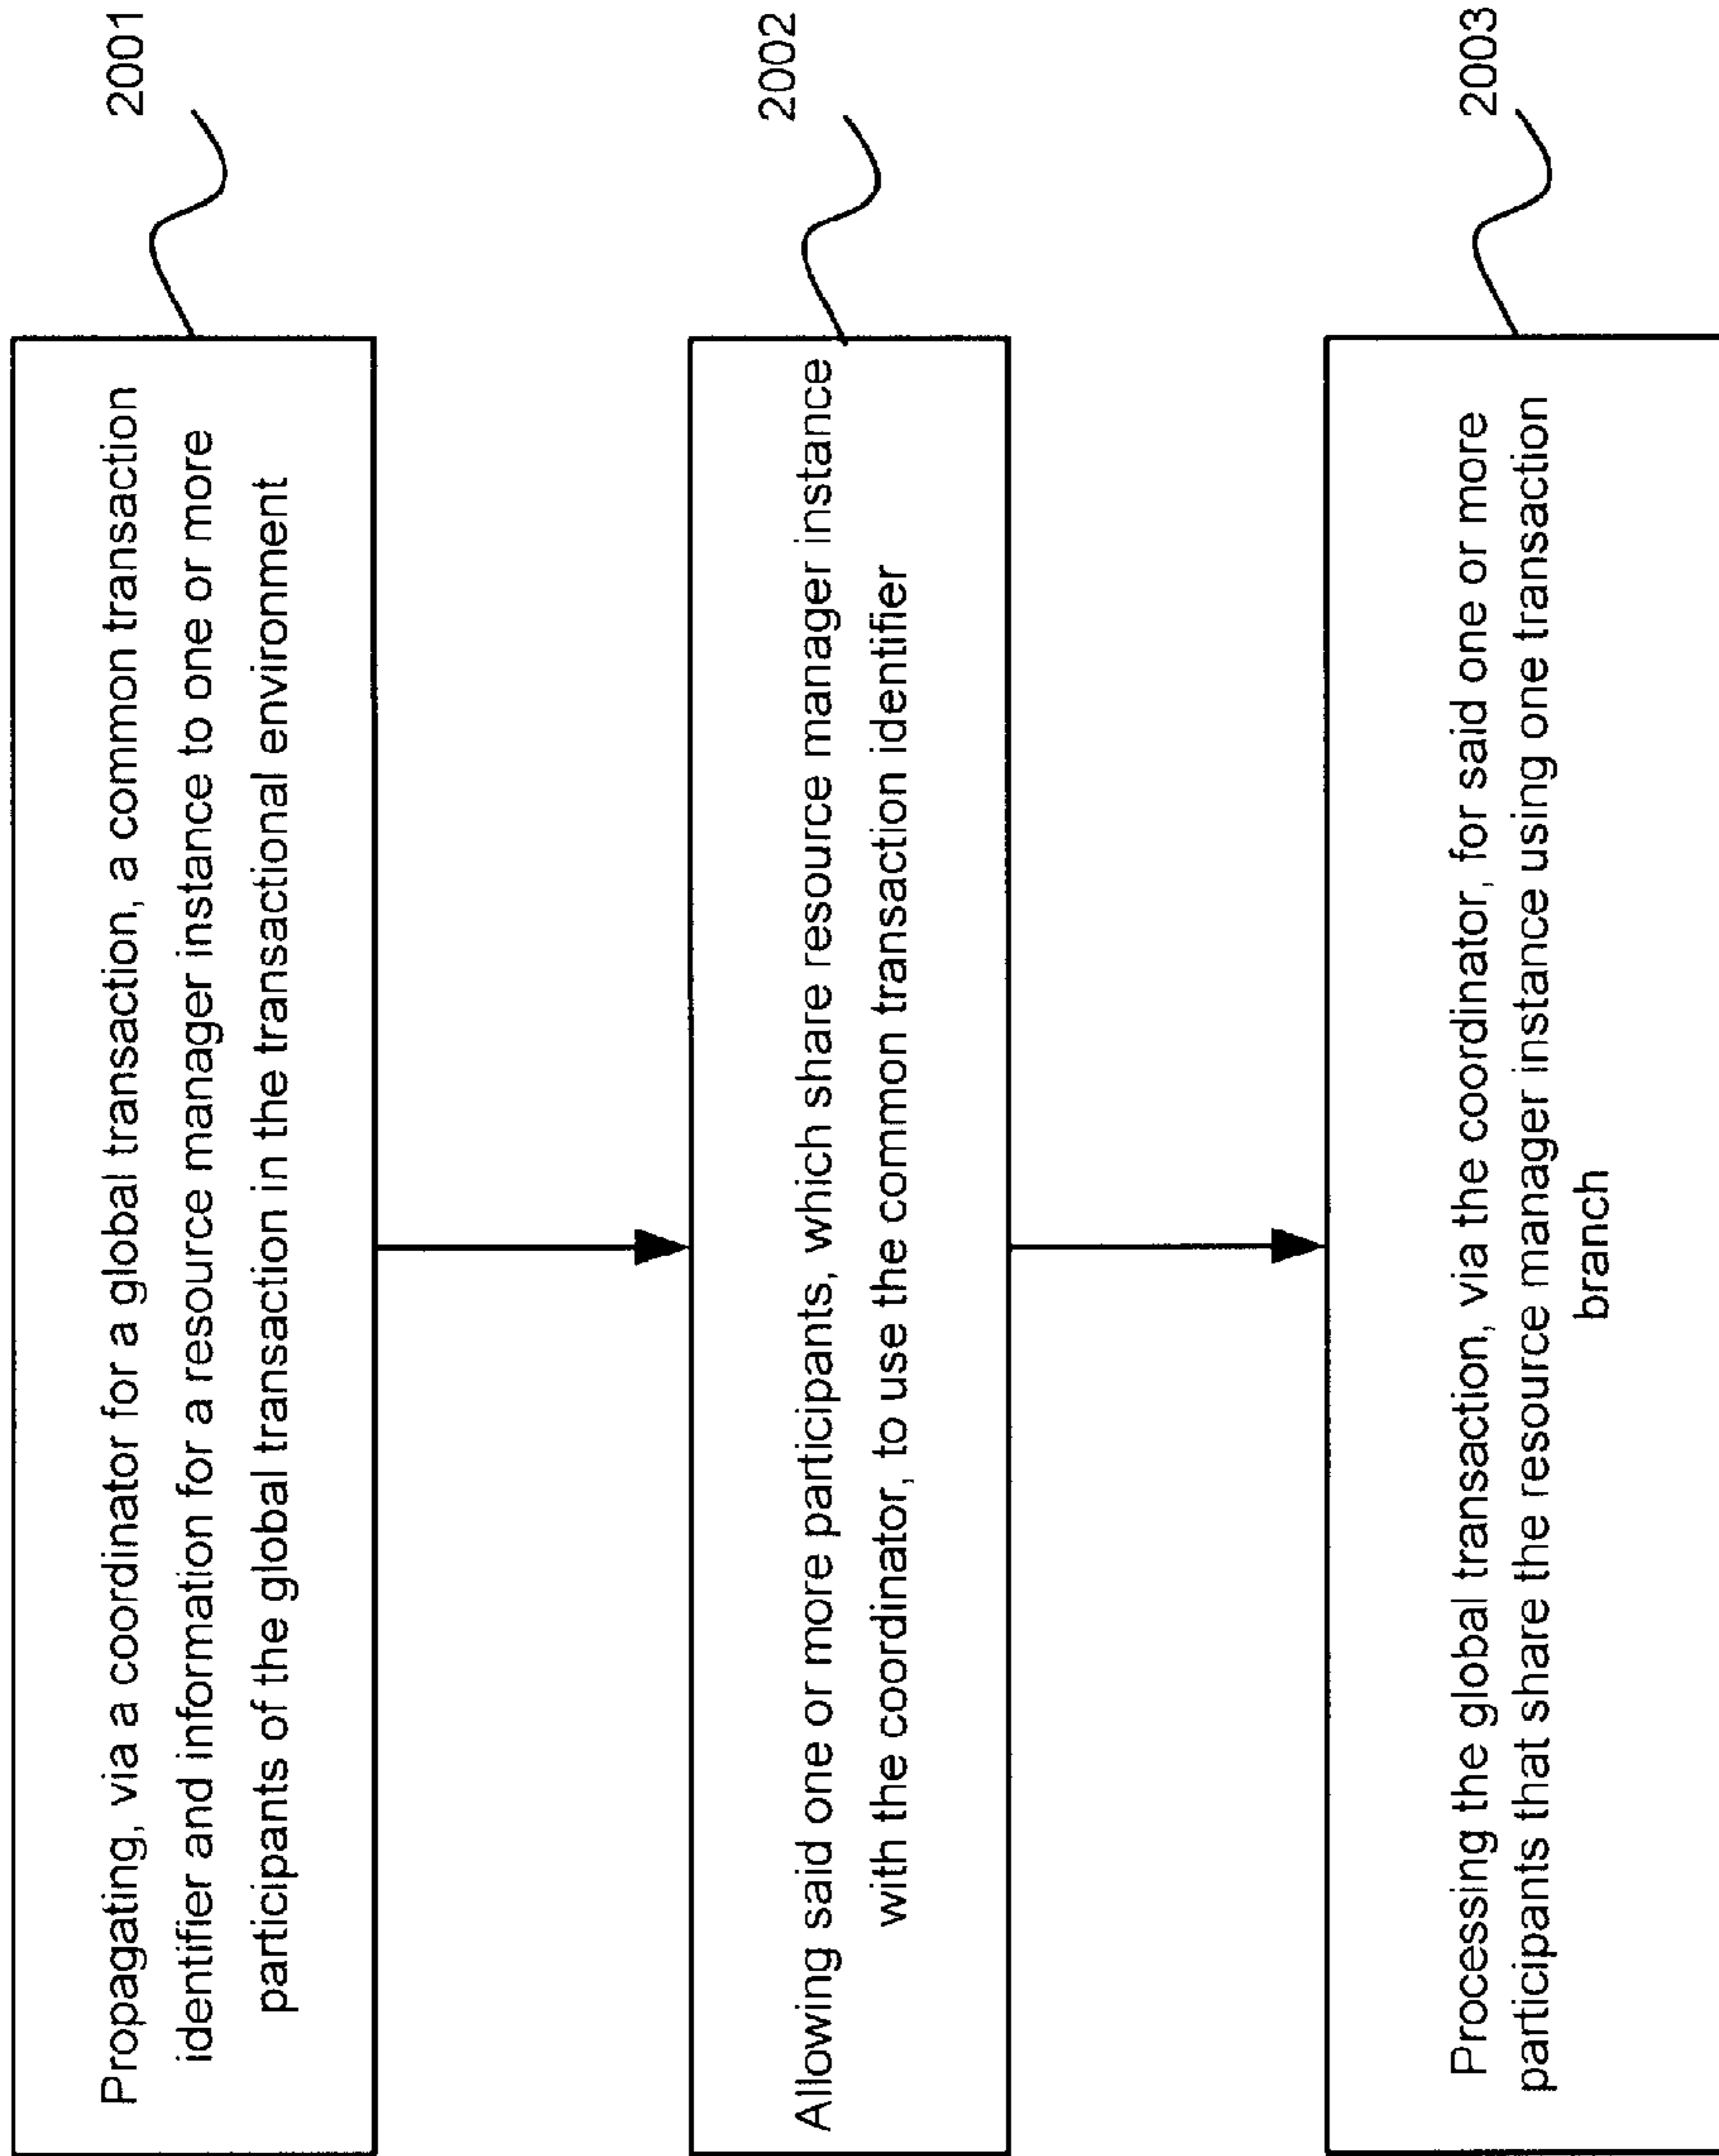 Propagating, via a coordinator for a global transaction, a common transaction
identifier and information for a resource manager instance to one or more
participants of the global transaction in the transactional environment
2001
Allowing said one or more participants, which share resource manager instance
with the coordinator, to use the common transaction identifier
2002
Processing the global transaction, via the coordinator, for said one or more
participants that share the resource manager instance using one transaction
branch
2003